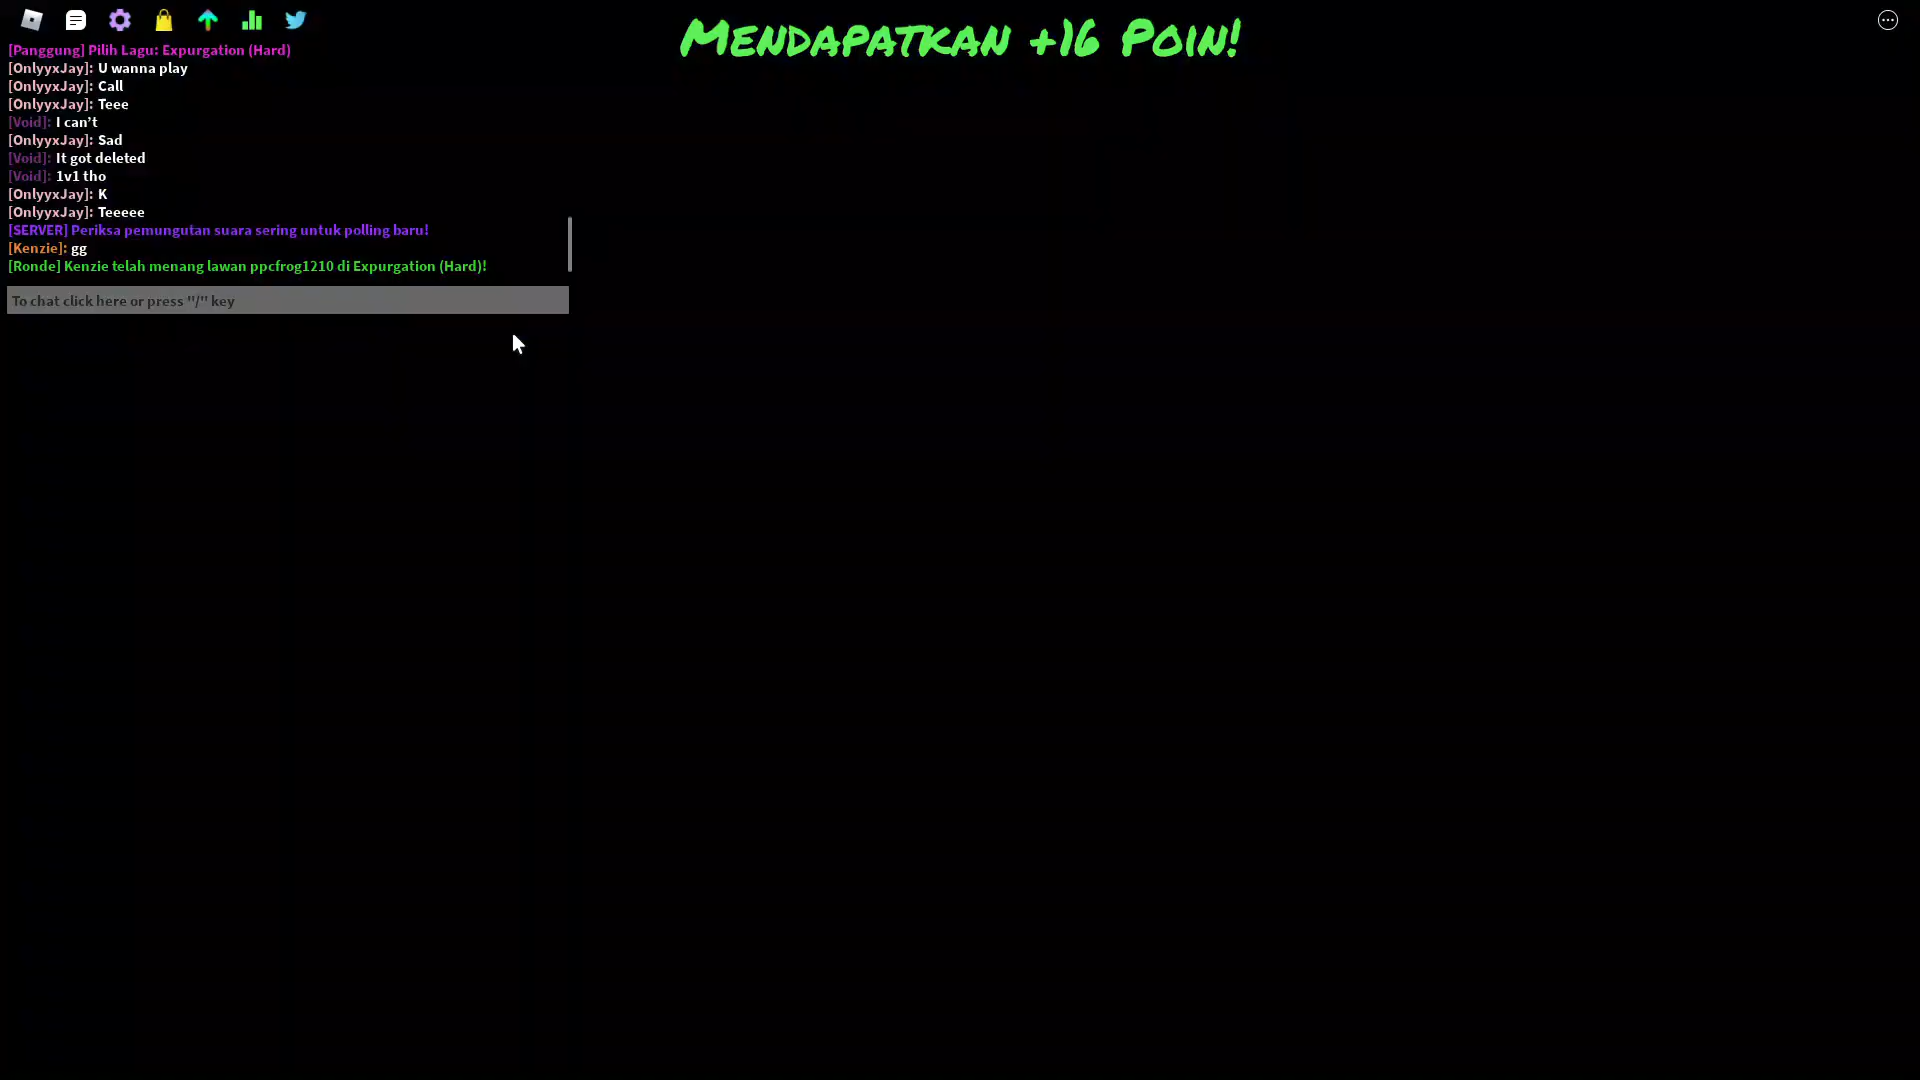 Mendapatkan +16 Poin!
[Panggung] Pilih Lagu: Expurgation (Hard)
[OnlyyxJay]: U wanna play
[OnlyyxJay]: Call
[OnlyyxJay]: Teee
[Void]: I can’t
[OnlyyxJay]: Sad
[Void]: It got deleted
[Void]: 1v1 tho
[OnlyyxJay]: K
[OnlyyxJay]: Teeeee
[SERVER] Periksa pemungutan suara sering untuk polling baru!
[Kenzie]: gg
[Ronde] Kenzie telah menang lawan ppcfrog1210 di Expurgation (Hard)!
To chat click here or press "/" key